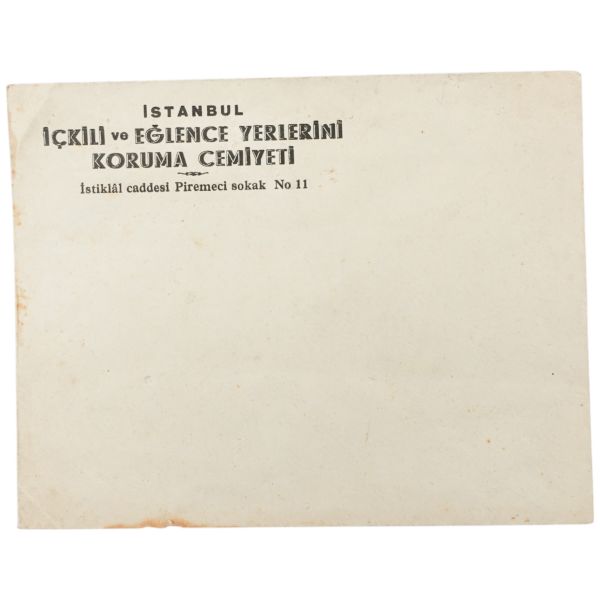 İSTANBUL
İÇKİLİ ve EĞLENCE YERLERİNİ
KORUMA CEMİYETİ
İstiklâl caddesi Piremeci sokak No 11